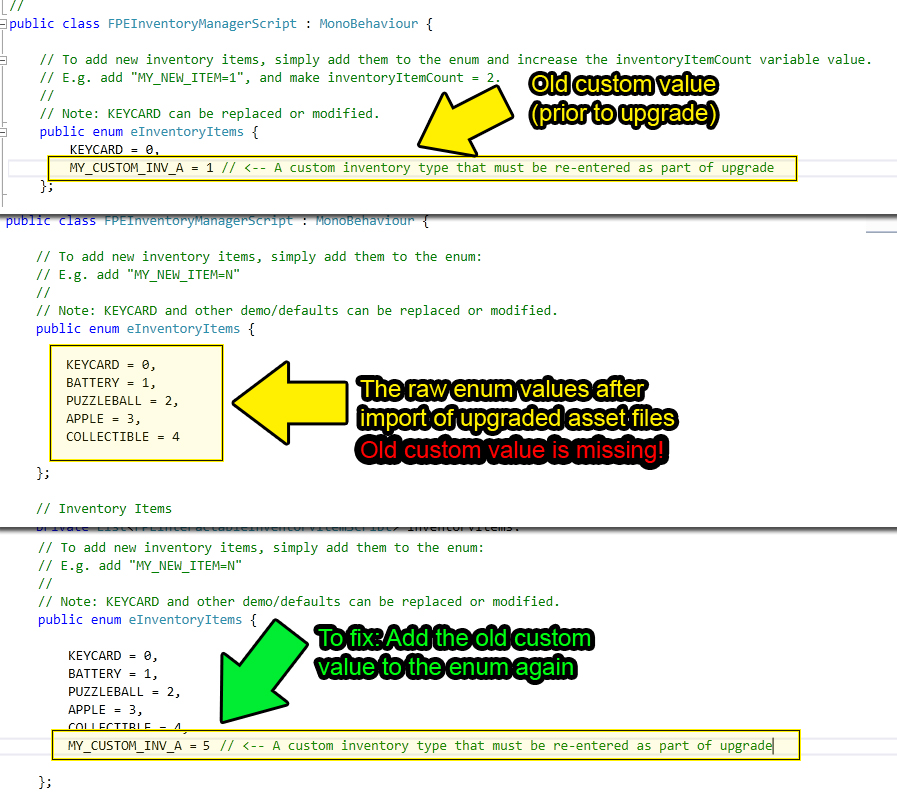 //
public class FPEInventoryManagerScript : MonoBehaviour {
// To add new inventory items, simply add them to the enum and increase the inventoryItemCount variable value.
// E.g. add "MY_NEW_ITEM=1", and make inventoryItemCount = 2.
//
// Note: KEYCARD can be replaced or modified.
public enum eInventoryItems {
KEYCARD = 0,
MY_CUSTOM_INV_A = 1 // <-- A custom inventory type that must be re-entered as part of upgrade
};
Old custom value
(prior to upgrade)
public class FPEInventoryManagerScript : MonoBehaviour {
// To add new inventory items, simply add them to the enum:
// E.g. add "MY_NEW_ITEM=N"
//
// Note: KEYCARD and other demo/defaults can be replaced or modified.
public enum eInventoryItems {
KEYCARD = 0,
BATTERY = 1,
PUZZLEBALL = 2,
APPLE = 3,
COLLECTIBLE = 4
};
The raw enum values after
import of upgraded asset files
Old custom value is missing!
// Inventory Items
private List<FPEInteractableInventoryItemScript> inventoryItems;
// To add new inventory items, simply add them to the enum:
// E.g. add "MY_NEW_ITEM=N"
//
// Note: KEYCARD and other demo/defaults can be replaced or modified.
public enum eInventoryItems {
KEYCARD = 0,
BATTERY = 1,
PUZZLEBALL = 2,
APPLE = 3,
COLLECTIBLE = 4,
MY_CUSTOM_INV_A = 5 // <-- A custom inventory type that must be re-entered as part of upgrade
};
To fix: Add the old custom
value to the enum again